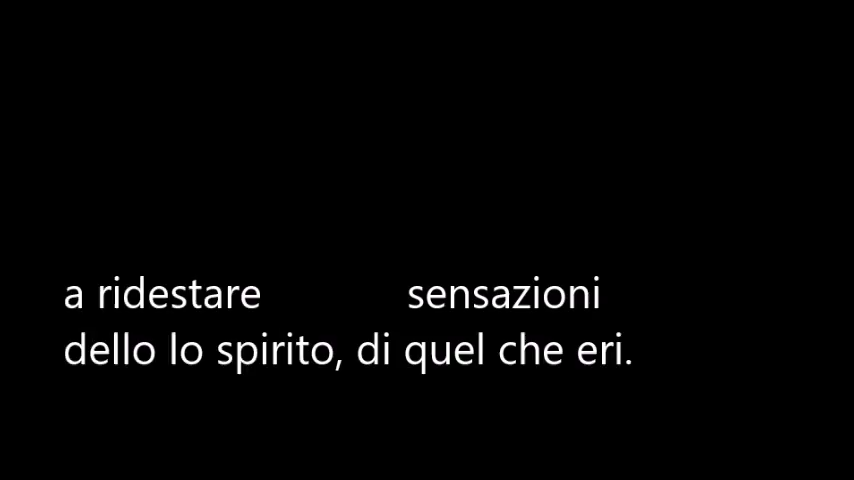 a ridestare sensazioni
dello lo spirito, di quel che eri.